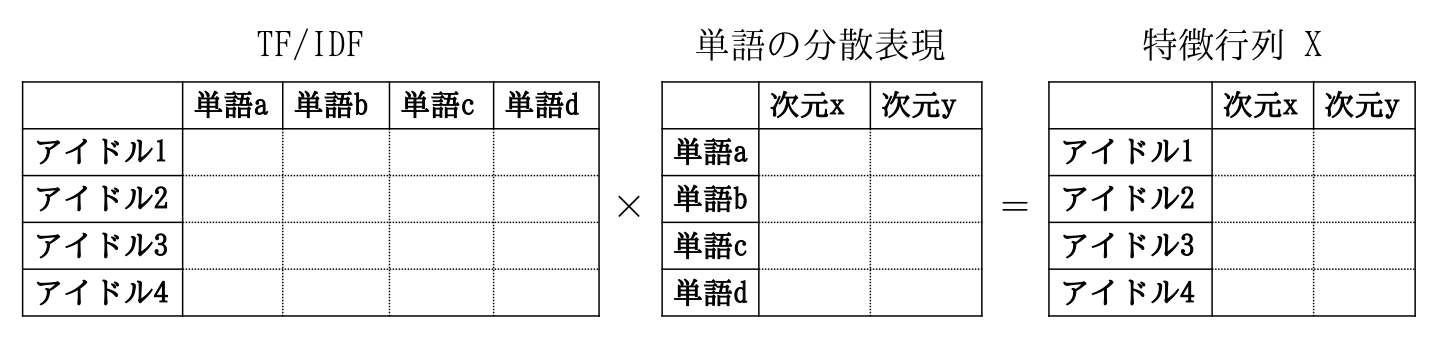 TF/IDF 単語の分散表現 特徴行列 X
単語a 単語b 単語c 単語d 次元x 次元y 次元x 次元y
アイドル1 単語a アイドル1
アイドル2 単語b アイドル2
× =
アイドル3 単語c アイドル3
アイドル4 単語d アイドル4